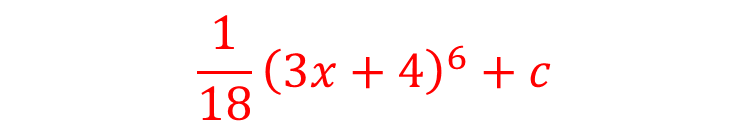 1/18 (3x + 4)⁶ + c